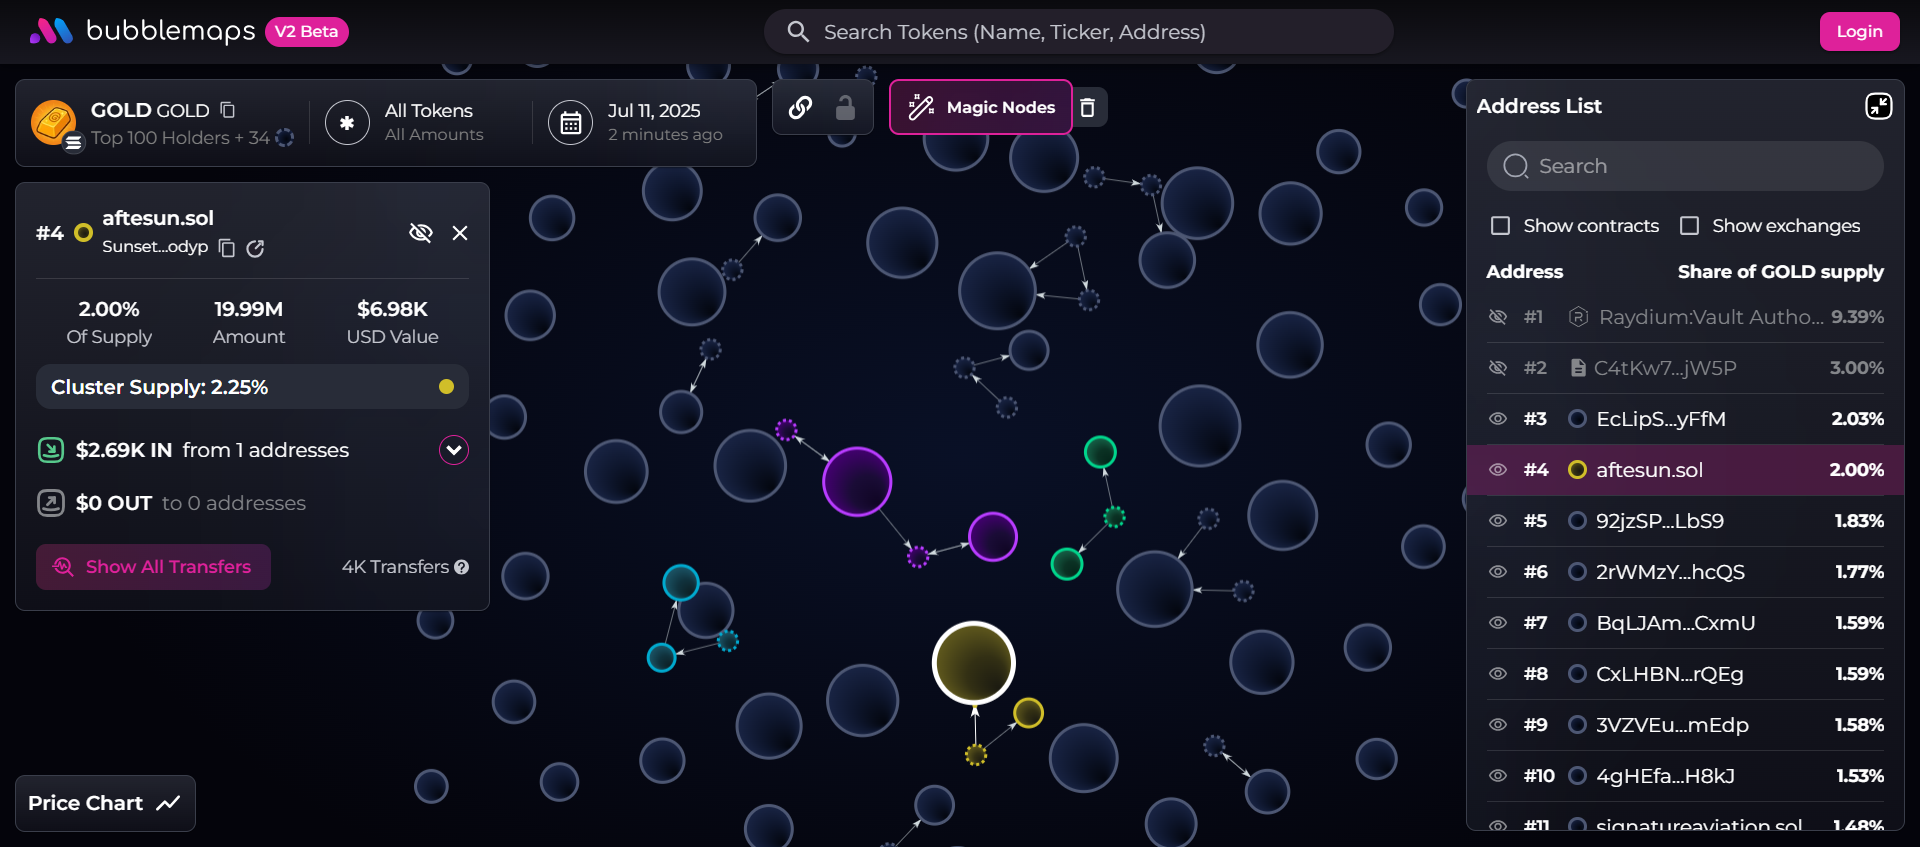 bubblemaps V2 Beta
Search Tokens (Name, Ticker, Address)
Login
GOLD GOLD
Top 100 Holders + 34
All Tokens
All Amounts
Jul 11, 2025
2 minutes ago
Magic Nodes
#4 aftesun.sol
Sunset...odyp
2.00% 19.99M $6.98K
Of Supply Amount USD Value
Cluster Supply: 2.25%
$2.69K IN from 1 addresses
$0 OUT to 0 addresses
Show All Transfers 4K Transfers
Price Chart
Address List
Search
Show contracts Show exchanges
Address Share of GOLD supply
#1 Raydium:Vault Autho... 9.39%
#2 C4tKw7...jW5P 3.00%
#3 EcLipS...yFfM 2.03%
#4 aftesun.sol 2.00%
#5 92jzSP...LbS9 1.83%
#6 2rWMzY...hcQS 1.77%
#7 BqLJAm...CxmU 1.59%
#8 CxLHBN...rQEg 1.59%
#9 3VZVEu...mEdp 1.58%
#10 4gHEfa...H8kJ 1.53%
#11 signatureaviation.sol 1.48%